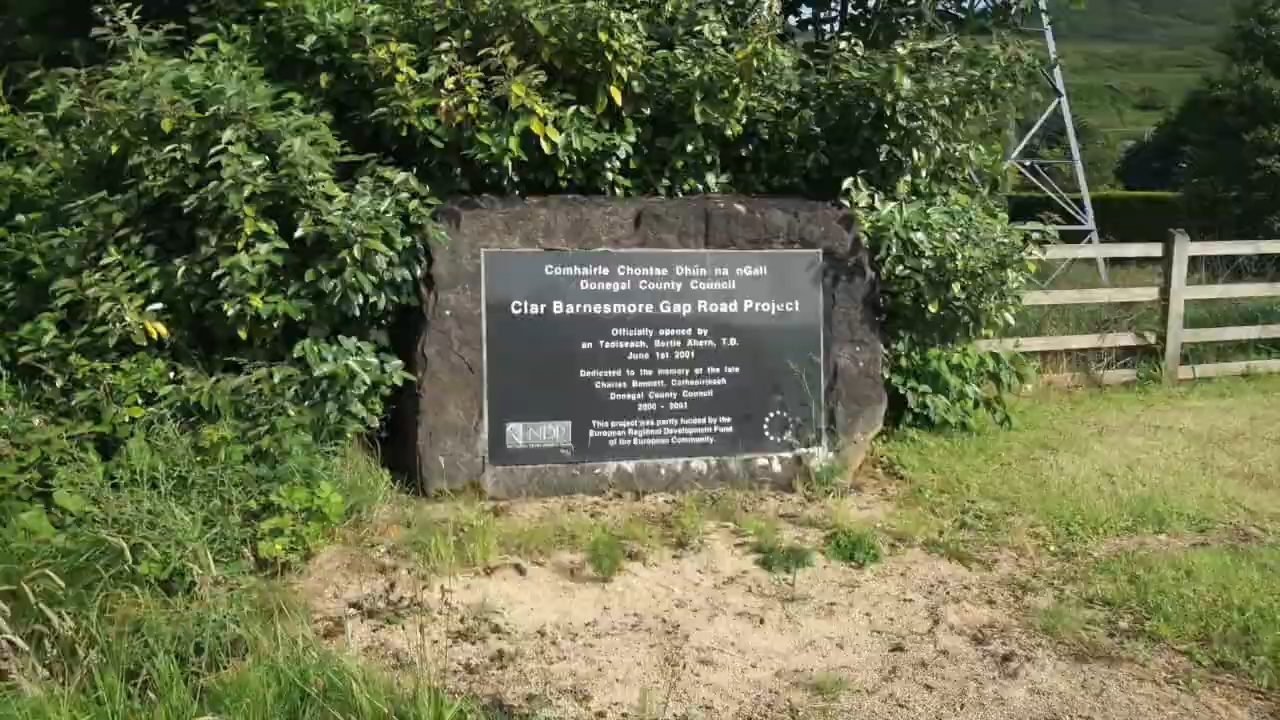 Comhairle Chontae Dhún na nGall
Donegal County Council
Clar Barnesmore Gap Road Project
Officially opened by
an Taoiseach, Bertie Ahern, T.D.
June 1st 2001
Dedicated to the memory of the late
Charles Bennett, Cathaoirleach
Donegal County Council
2000 - 2001
This project was partly funded by the
European Regional Development Fund
of the European Community.
NDP